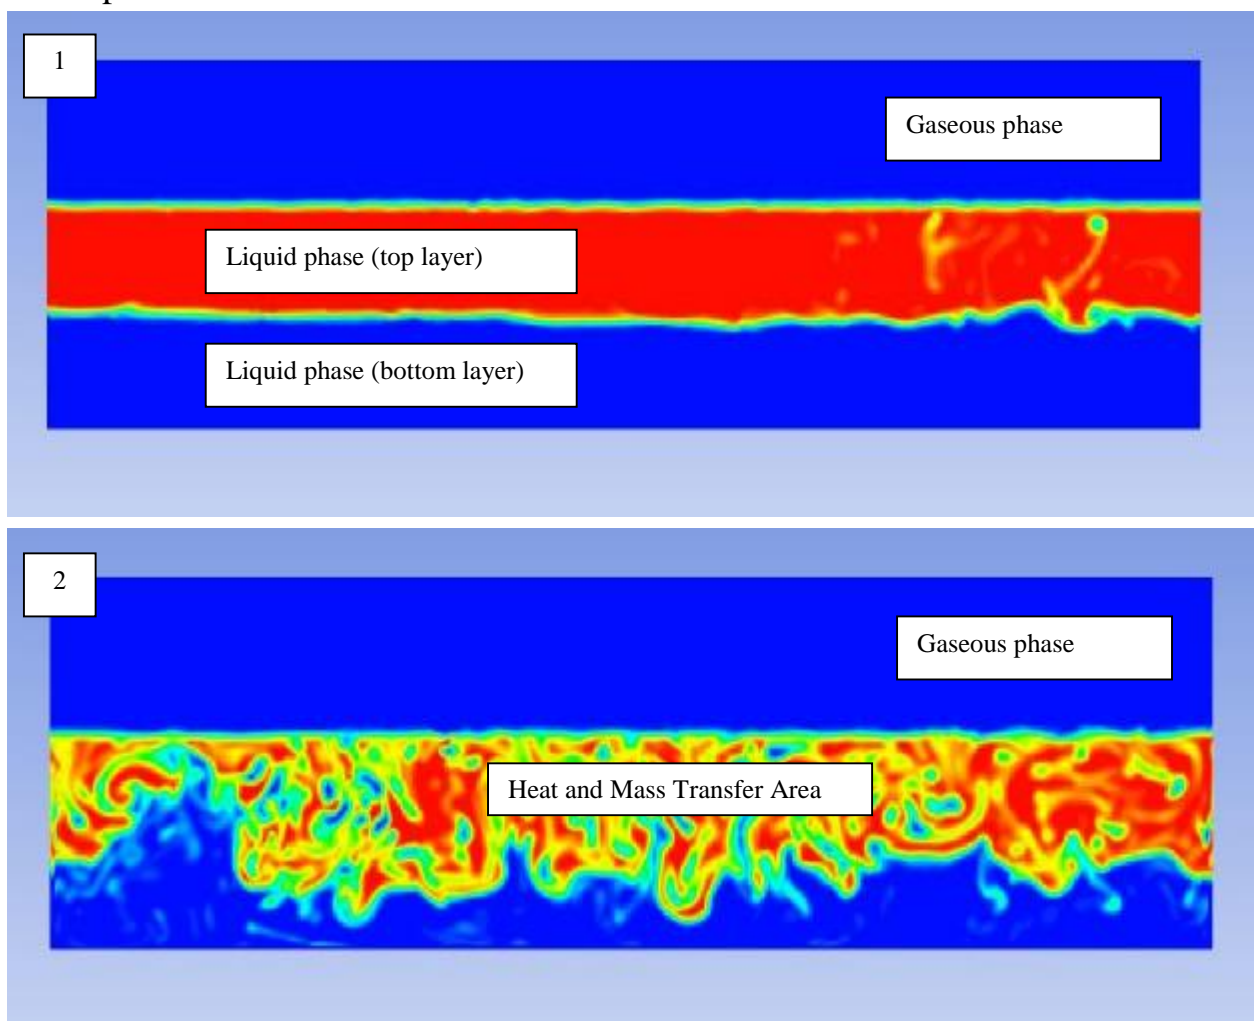 1
Gaseous phase
Liquid phase (top layer)
Liquid phase (bottom layer)
2
Gaseous phase
Heat and Mass Transfer Area